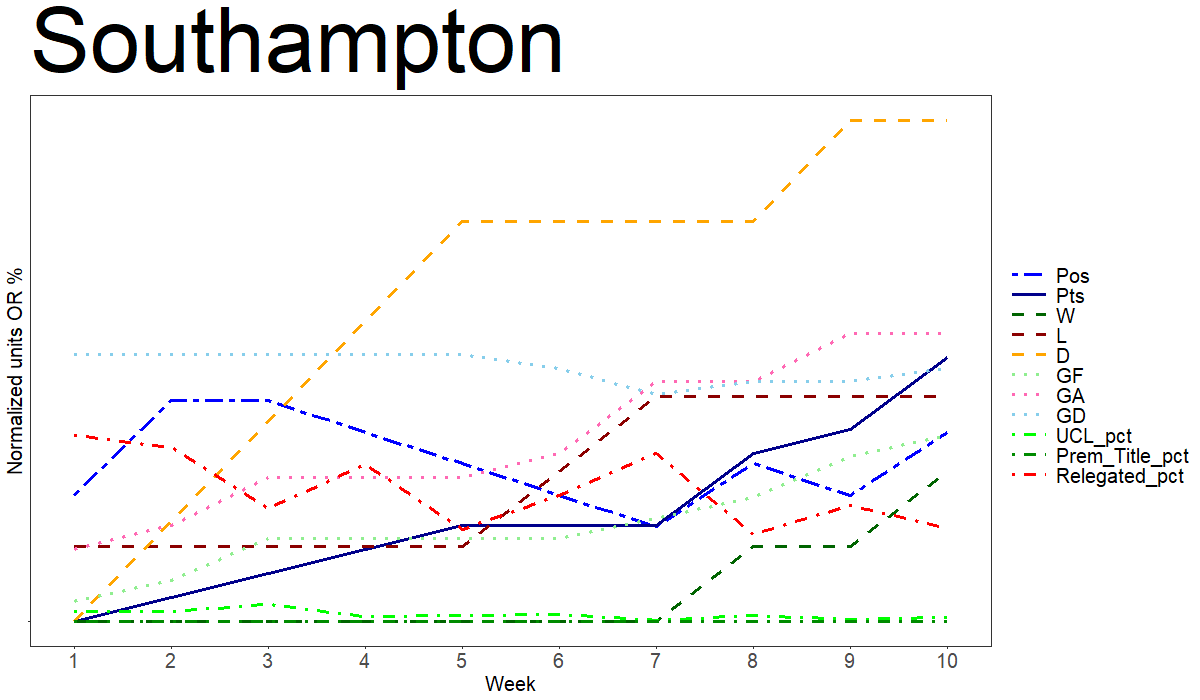 Southampton
Normalized units OR %
1 2 3 4 5 6 7 8 9 10
Week
Pos
Pts
W
L
D
GF
GA
GD
UCL_pct
Prem_Title_pct
Relegated_pct